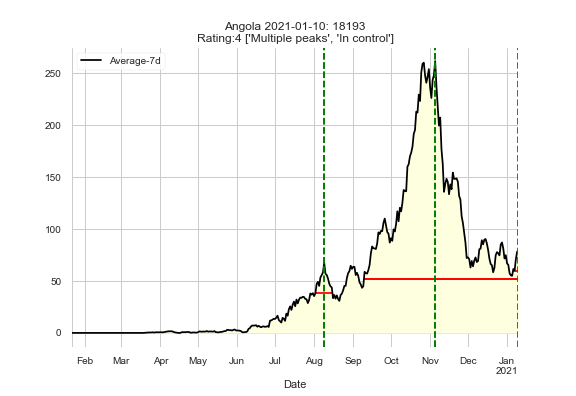 Angola 2021-01-10: 18193
Rating:4 ['Multiple peaks', 'In control']
Average-7d
250
200
150
100
50
0
Feb Mar Apr May Jun Jul Aug Sep Oct Nov Dec Jan
2021
Date